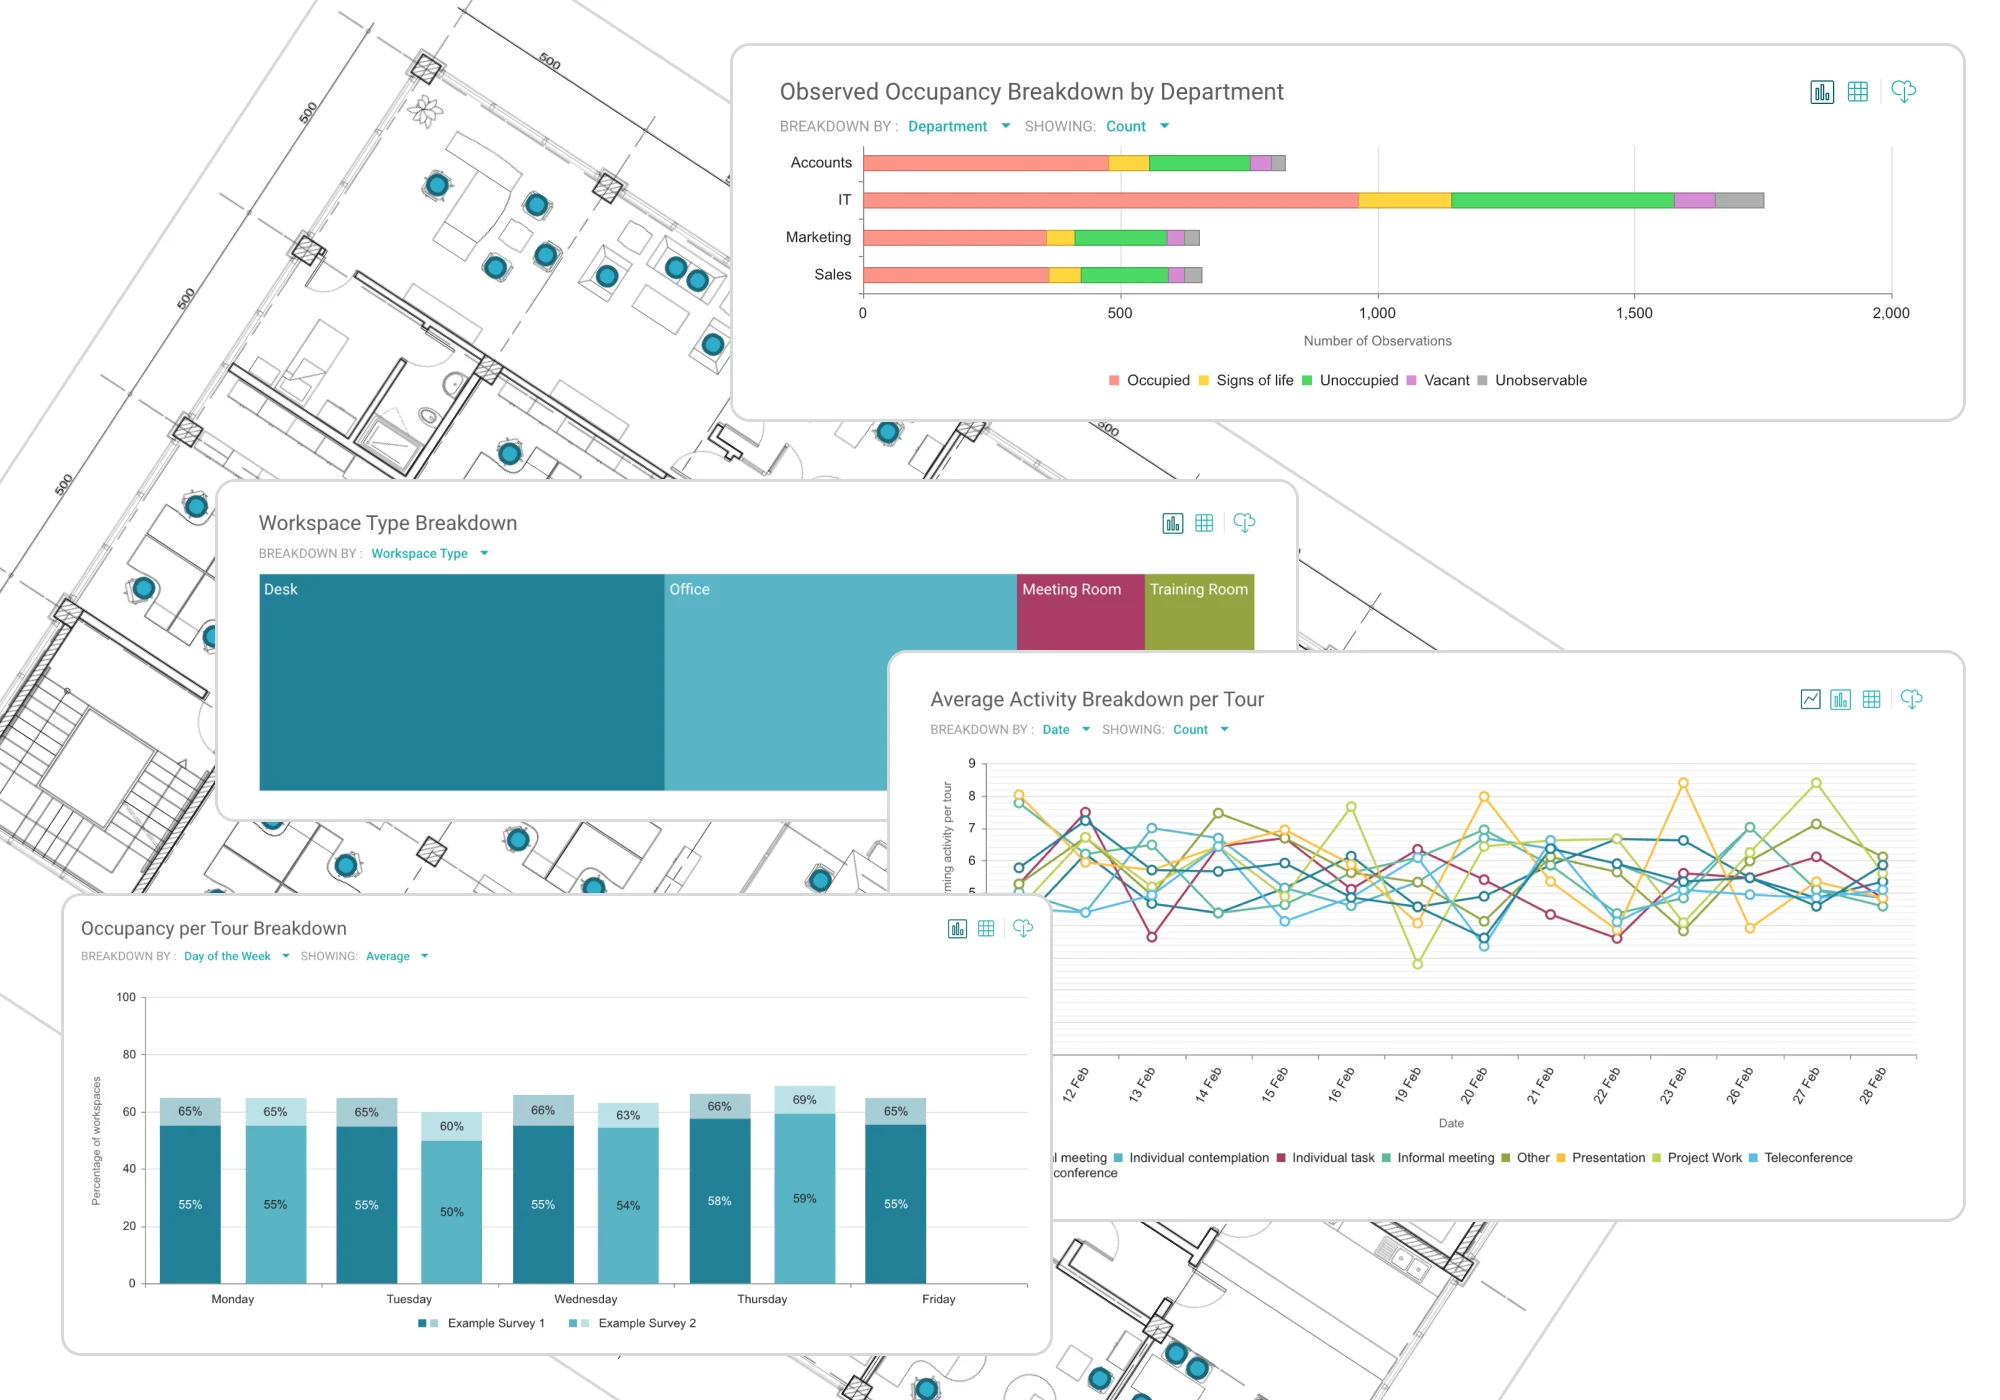 500
500
500
500
500
Observed Occupancy Breakdown by Department
BREAKDOWN BY : Department SHOWING: Count
Accounts
IT
Marketing
Sales
0 500 1,000 1,500 2,000
Number of Observations
Occupied Signs of life Unoccupied Vacant Unobservable
Workspace Type Breakdown
BREAKDOWN BY : Workspace Type
Desk Office Meeting Room Training Room
Average Activity Breakdown per Tour
BREAKDOWN BY : Date SHOWING: Count
9
8
7
6
activity per tour
12 Feb 13 Feb 14 Feb 15 Feb 16 Feb 19 Feb 20 Feb 21 Feb 22 Feb 23 Feb 26 Feb 27 Feb 28 Feb
Date
meeting Individual contemplation Individual task Informal meeting Other Presentation Project Work Teleconference
conference
Occupancy per Tour Breakdown
BREAKDOWN BY : Day of the Week SHOWING: Average
Percentage of workspaces
100
80
60
40
20
0
65% 65% 65% 60% 66% 63% 66% 69% 65%
55% 55% 55% 50% 55% 54% 58% 59% 55%
Monday Tuesday Wednesday Thursday Friday
Example Survey 1 Example Survey 2